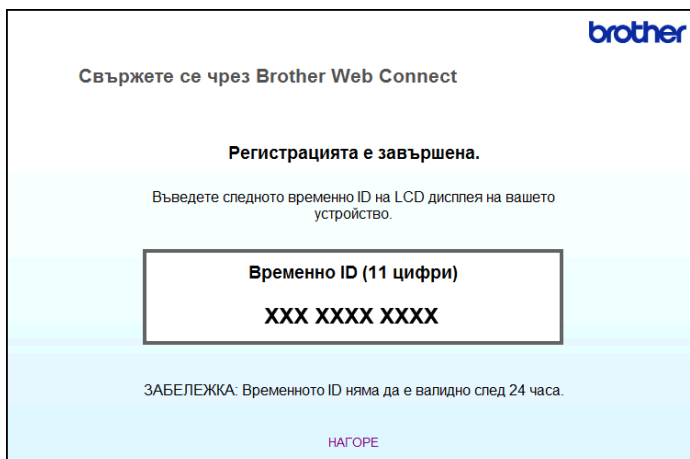 brother
Свържете се чрез Brother Web Connect
Регистрацията е завършена.
Въведете следното временно ID на LCD дисплея на вашето
устройство.
Временно ID (11 цифри)
XXX XXXX XXXX
ЗАБЕЛЕЖКА: Временното ID няма да е валидно след 24 часа.
НАГОРЕ